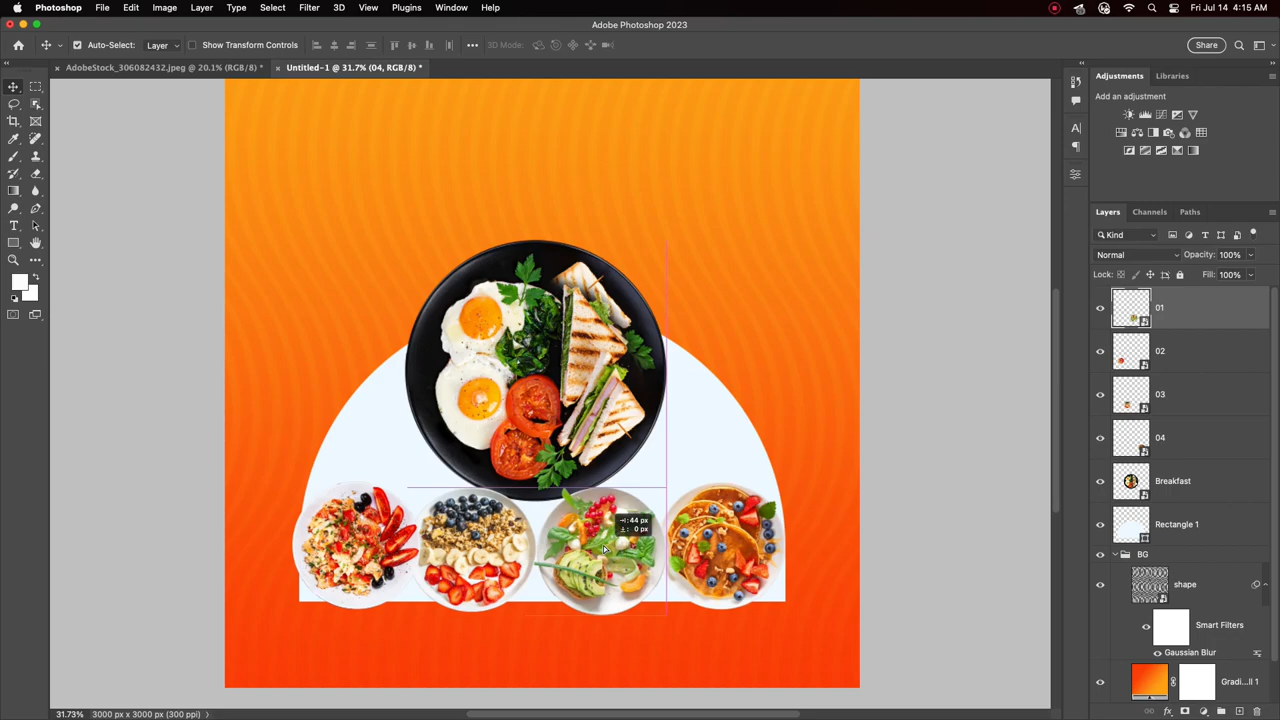 Photoshop File Edit Image Layer Type Select Filter 3D View Plugins Window Help Fri Jul 14 4:15 AM
Adobe Photoshop 2023
Auto-Select: Layer Show Transform Controls 3D Mode: Share
AdobeStock_306082432.jpeg @ 20.1% (RGB/8) *
Untitled-1 @ 31.7% (04, RGB/8) *
Adjustments Libraries
Add an adjustment
Layers Channels Paths
Kind
Normal Opacity: 100%
Lock: Fill: 100%
01
02
03
04
Breakfast
Rectangle 1
BG
shape
Smart Filters
Gaussian Blur
Gradi...ll 1
44 px
0 px
31.73% 3000 px x 3000 px (300 ppi)